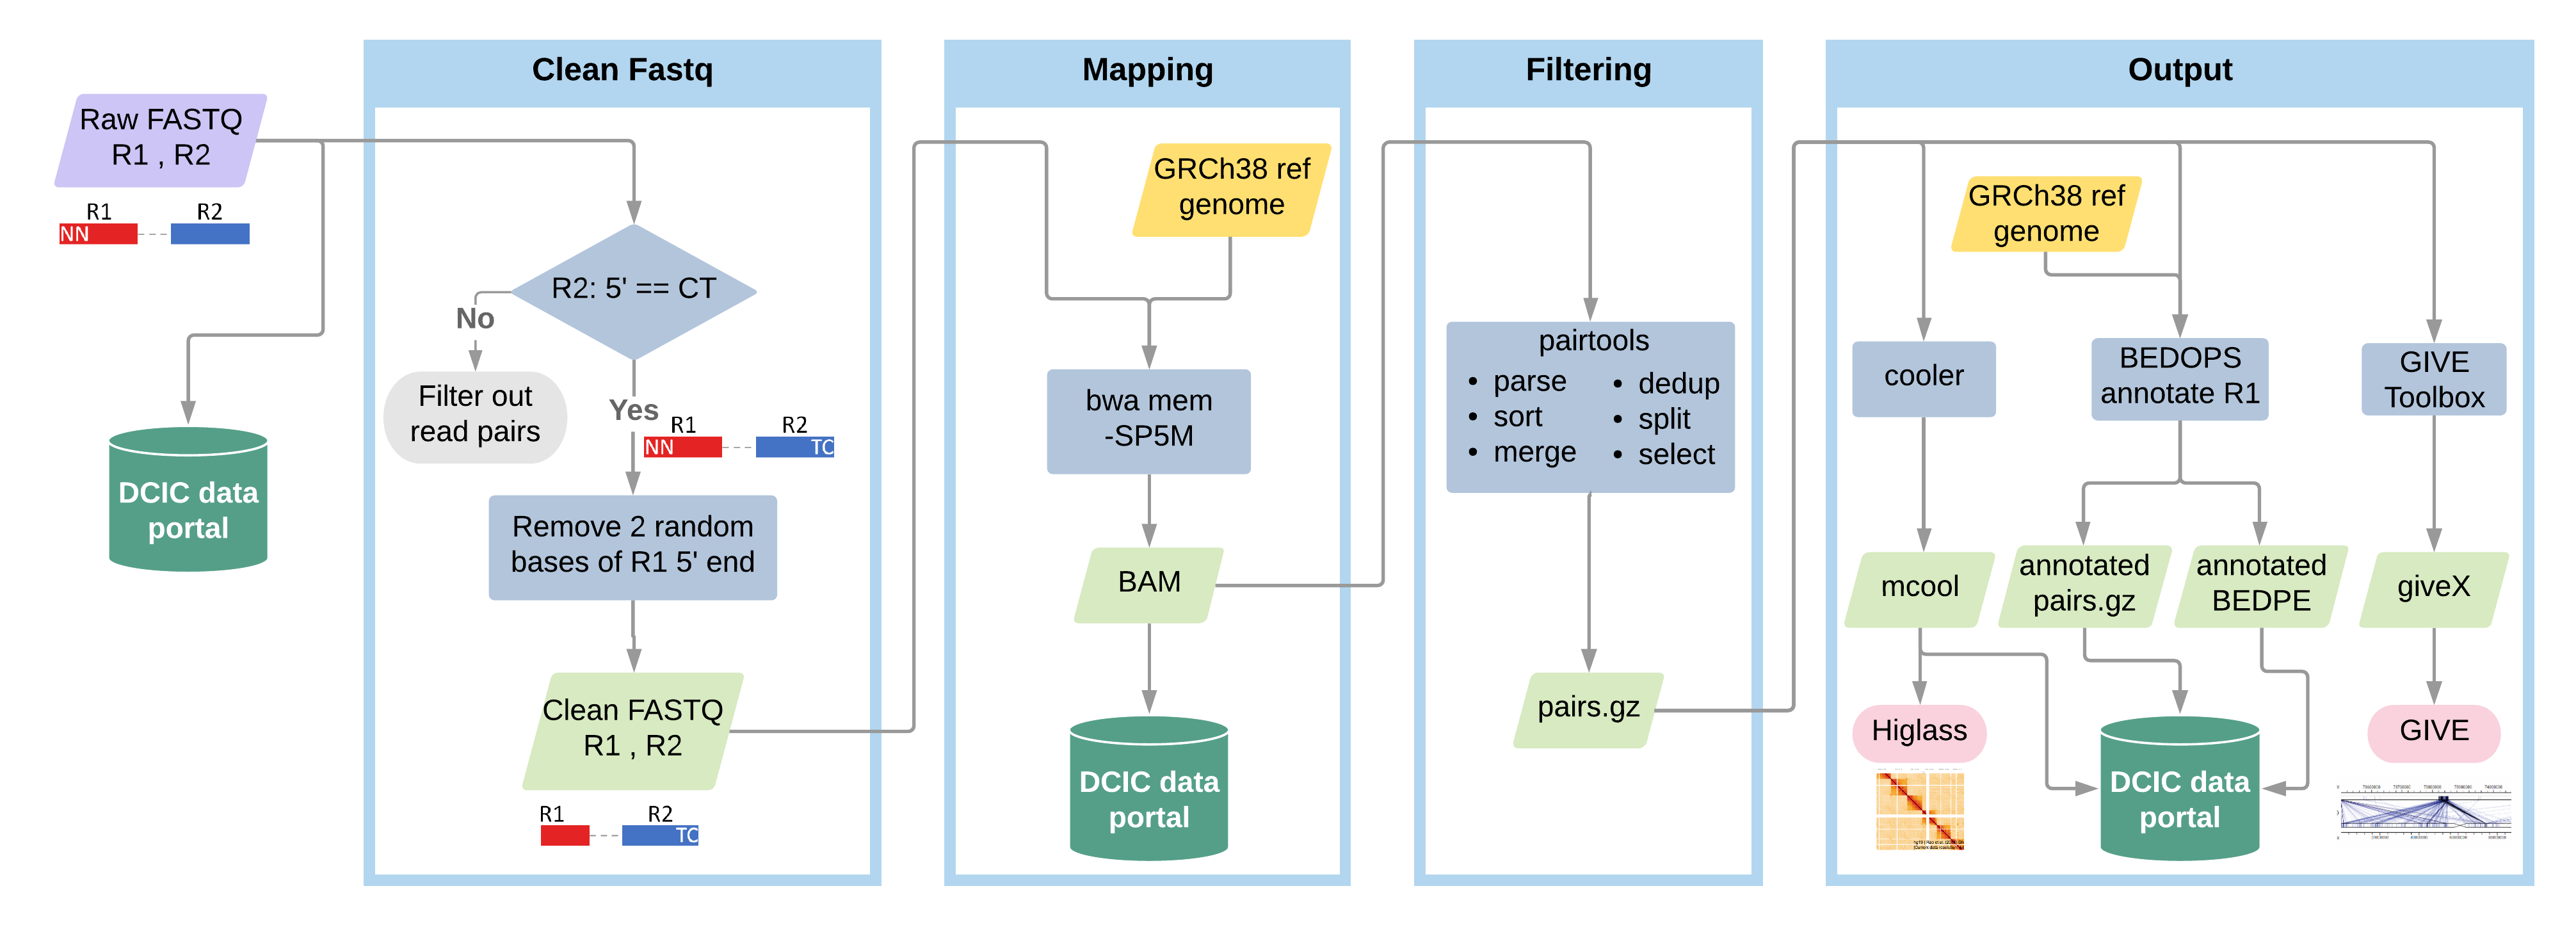 Raw FASTQ
R1 , R2
R1
R2
NN
DCIC data
portal
Clean Fastq
R2: 5' == CT
No
Filter out
read pairs
Yes
R1
R2
NN
TC
Remove 2 random
bases of R1 5' end
Clean FASTQ
R1 , R2
R1
R2
TC
Mapping
GRCh38 ref
genome
bwa mem
-SP5M
BAM
DCIC data
portal
Filtering
pairtools
• parse
• sort
• merge
• dedup
• split
• select
pairs.gz
Output
GRCh38 ref
genome
cooler
BEDOPS
annotate R1
GIVE
Toolbox
mcool
annotated
pairs.gz
annotated
BEDPE
giveX
Higlass
DCIC data
portal
GIVE